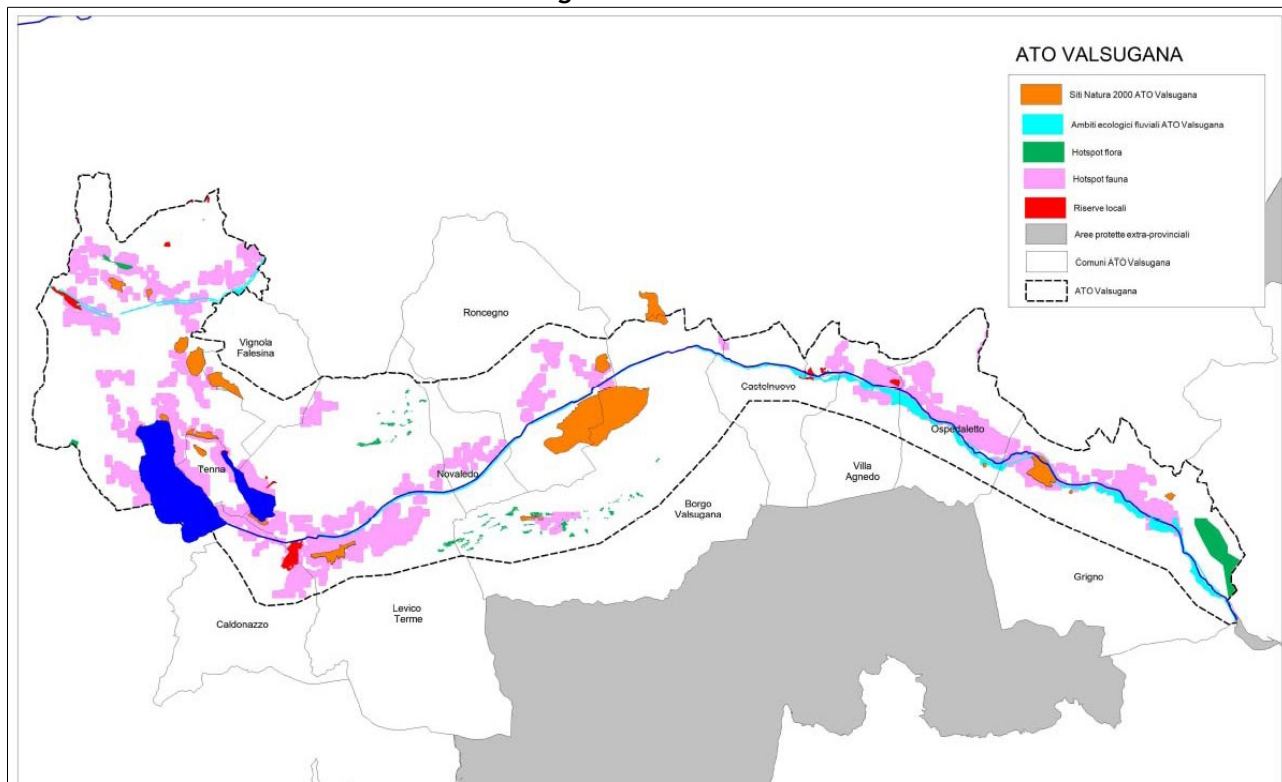 ATO VALSUGANA
Siti Natura 2000 ATO Valsugana
Ambiti ecologici fluviali ATO Valsugana
Hotspot flora
Hotspot fauna
Riserve locali
Aree protette extra-provinciali
Comuni ATO Valsugana
ATO Valsugana
Roncegno
Vignola
Falesina
Castelnuovo
Ospedaletto
Tenna
Novaledo
Villa
Agnedo
Borgo
Valsugana
Grigno
Levico
Terme
Caldonazzo